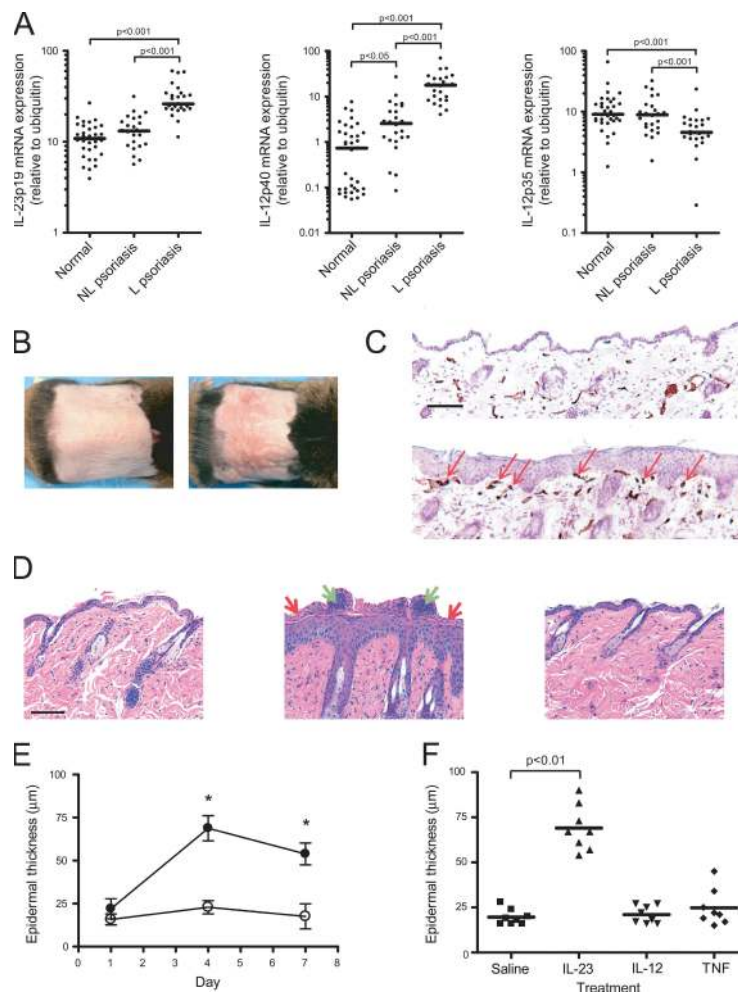 A
p<0.001
p<0.001
IL-23p19 mRNA expression
(relative to ubiquitin)
100
10
1
Normal
NL psoriasis
L psoriasis
p<0.001
p<0.001
p<0.05
IL-12p40 mRNA expression
(relative to ubiquitin)
100
10
1
0.1
0.01
Normal
NL psoriasis
L psoriasis
p<0.001
p<0.001
IL-12p35 mRNA expression
(relative to ubiquitin)
100
10
1
0.1
Normal
NL psoriasis
L psoriasis
B
C
D
E
Epidermal thickness (μm)
100
75
50
25
0
*
*
0 1 2 3 4 5 6 7 8
Day
F
p<0.01
Epidermal thickness (μm)
100
75
50
25
0
Saline IL-23 IL-12 TNF
Treatment